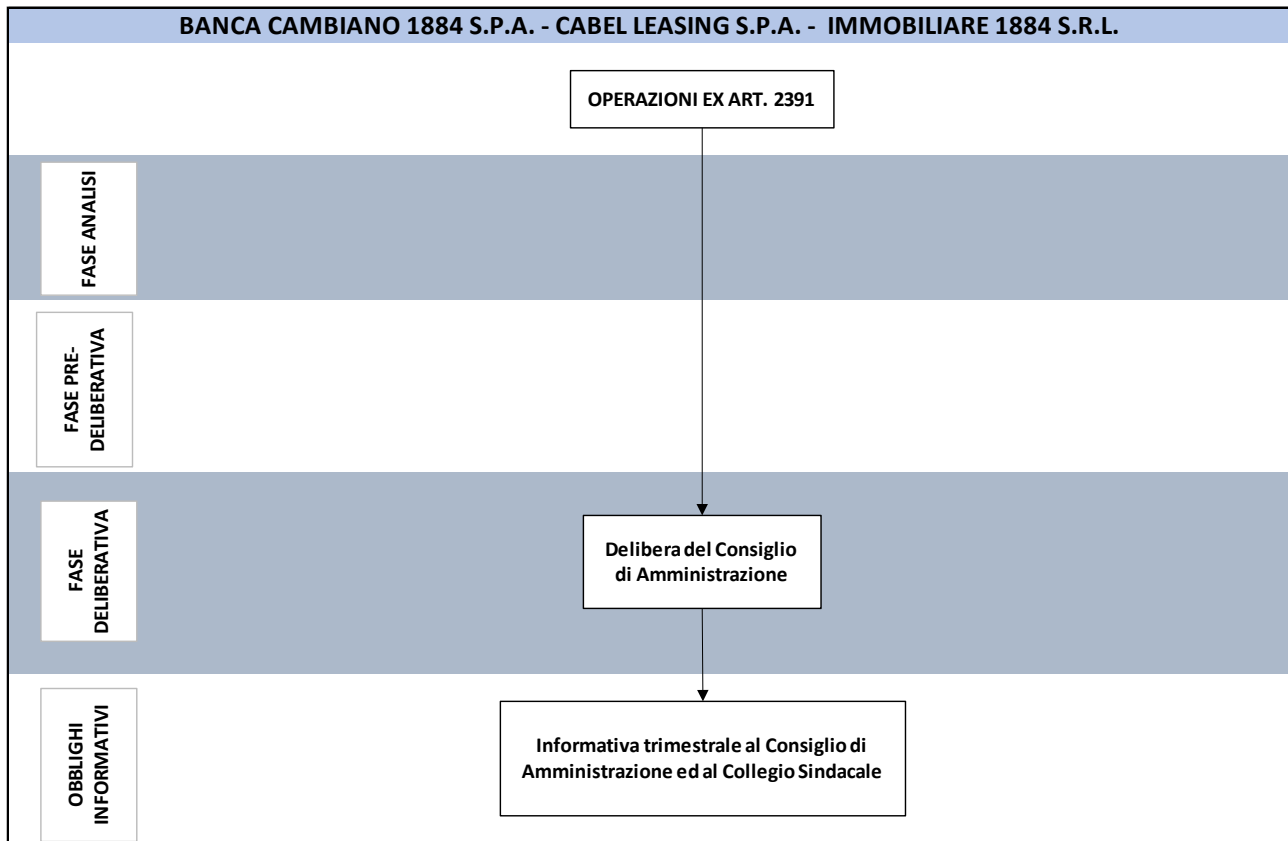 BANCA CAMBIANO 1884 S.P.A. - CABEL LEASING S.P.A. - IMMOBILIARE 1884 S.R.L.
OPERAZIONI EX ART. 2391
FASE ANALISI
FASE PRE-
DELIBERATIVA
FASE
DELIBERATIVA
Delibera del Consiglio
di Amministrazione
OBBLIGHI
INFORMATIVI
Informativa trimestrale al Consiglio di
Amministrazione ed al Collegio Sindacale